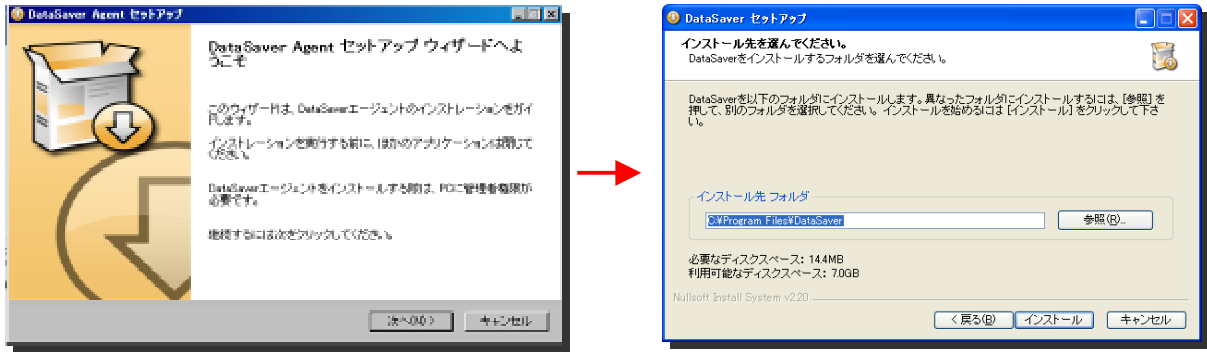 DataSaver Agent セットアップ
DataSaver Agent セットアップ ウィザードへよ
うこそ
このウィザードは、DataSaverエージェントのインストレーションをガイ
ドします。
インストレーションを実行する前に、ほかのアプリケーションは閉じて
ください。
DataSaverエージェントをインストールする際は、PCに管理者権限が
必要です。
継続するには次をクリックしてください。
次へ(N) >
キャンセル
DataSaver セットアップ
インストール先を選んでください。
DataSaverをインストールするフォルダを選んでください。
DataSaverを以下のフォルダにインストールします。異なったフォルダにインストールするには、[参照] を
押して、別のフォルダを選択してください。インストールを始めるには [インストール] をクリックして下さ
い。
インストール先 フォルダ
C:¥Program Files¥DataSaver
参照(R)...
必要なディスクスペース: 14.4MB
利用可能なディスクスペース: 7.0GB
Nullsoft Install System v2.20
< 戻る(B)
インストール
キャンセル